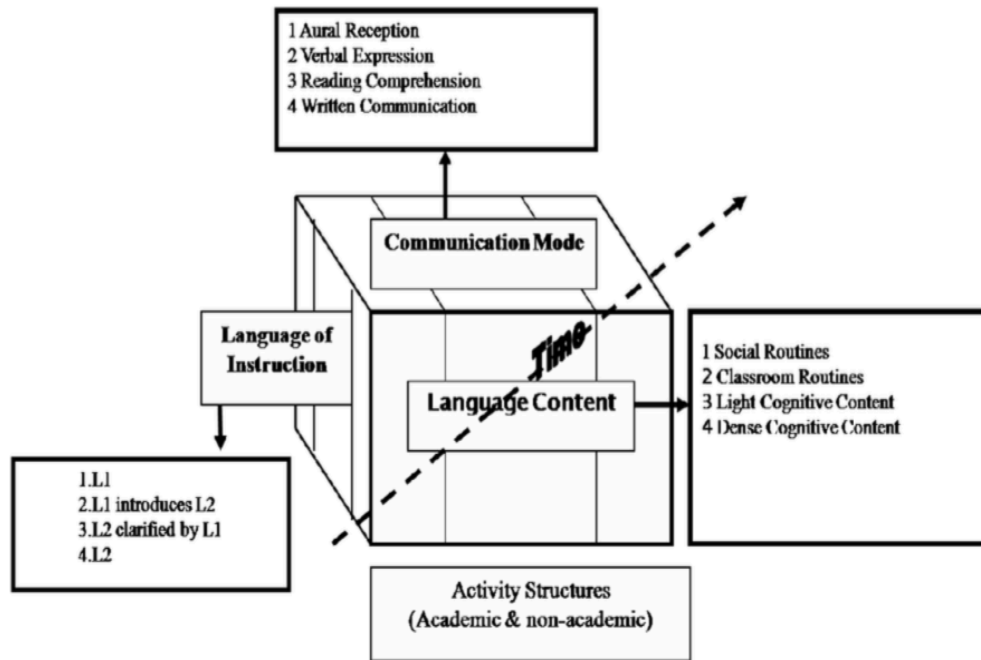 1 Aural Reception
2 Verbal Expression
3 Reading Comprehension
4 Written Communication
Communication Mode
Language of
Instruction
Time
Language Content
1 Social Routines
2 Classroom Routines
3 Light Cognitive Content
4 Dense Cognitive Content
1.L1
2.L1 introduces L2
3.L2 clarified by L1
4.L2
Activity Structures
(Academic & non-academic)